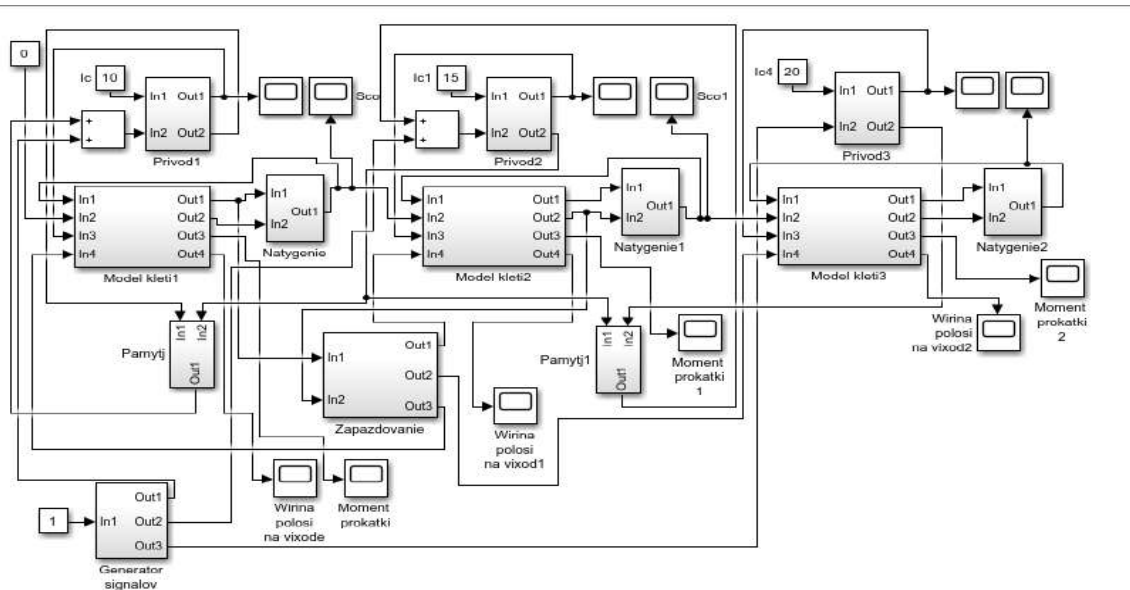 0
Ic
10
In1
Out1
In2
Out2
Privod1
Sco
Ic1
15
In1
Out1
In2
Out2
Privod2
Sco1
Ic4
20
In1
Out1
In2
Out2
Privod3
In1
In2
In3
In4
Out1
Out2
Out3
Out4
Model kleti1
In1
In2
Out1
Natygenie
In1
In2
In3
In4
Out1
Out2
Out3
Out4
Model kleti2
In1
In2
Out1
Natygenie1
In1
In2
In3
In4
Out1
Out2
Out3
Out4
Model kleti3
In1
In2
Out1
Natygenie2
In1
In2
Out1
Pamytj
In1
In2
Out1
Out2
Out3
Zapazdovanie
In1
In2
Out1
Pamytj1
Moment
prokatki
1
Wirina
polosi
na vixod2
Moment
prokatki
2
Wirina
polosi
na vixod1
Wirina
polosi
na vixode
Moment
prokatki
1
In1
Out1
Out2
Out3
Generator
signalov